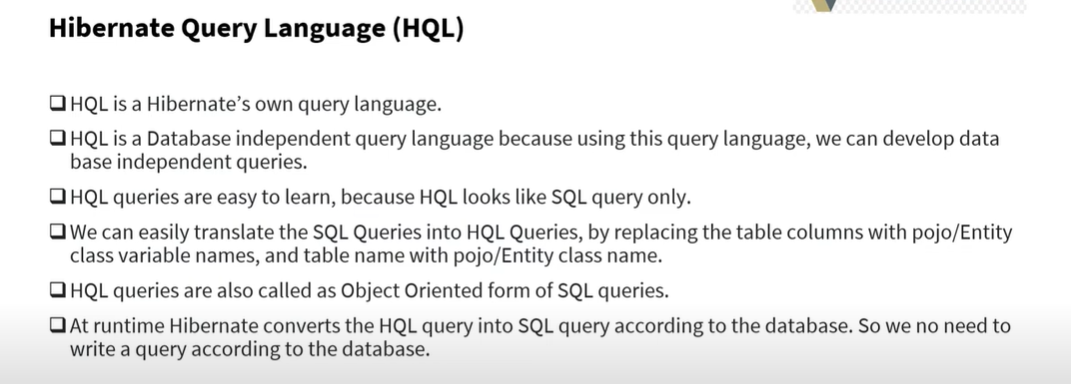 Hibernate Query Language (HQL)
❑ HQL is a Hibernate's own query language.
❑ HQL is a Database independent query language because using this query language, we can develop data
base independent queries.
❑ HQL queries are easy to learn, because HQL looks like SQL query only.
❑ We can easily translate the SQL Queries into HQL Queries, by replacing the table columns with pojo/Entity
class variable names, and table name with pojo/Entity class name.
❑ HQL queries are also called as Object Oriented form of SQL queries.
❑ At runtime Hibernate converts the HQL query into SQL query according to the database. So we no need to
write a query according to the database.